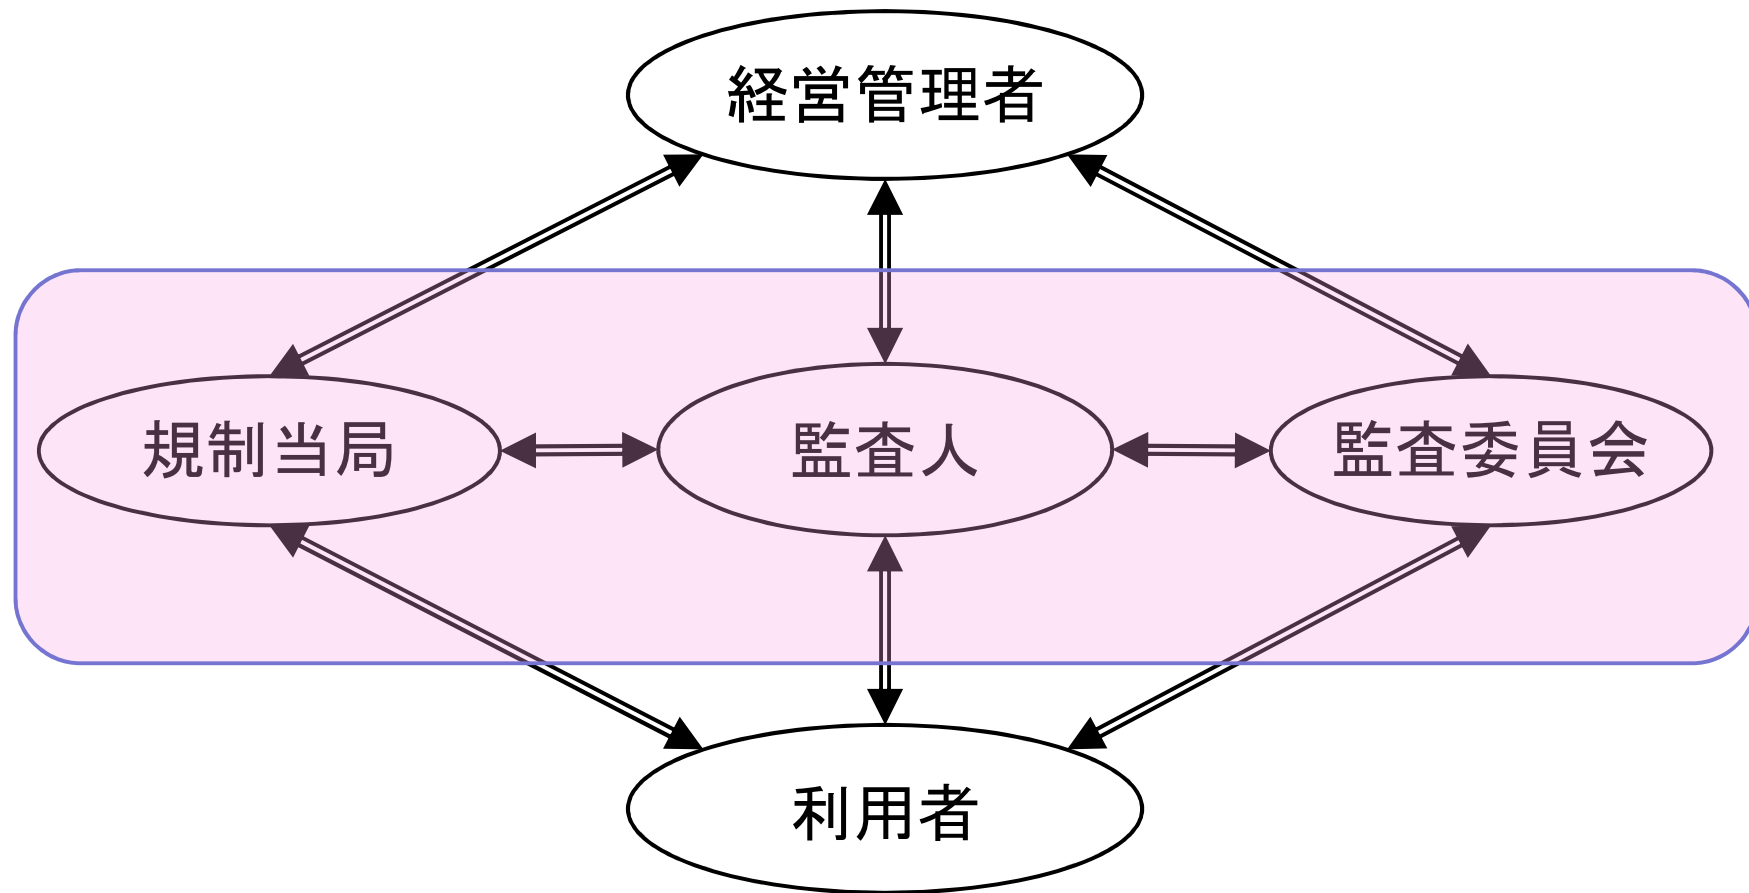 経営管理者
規制当局
監査人
監査委員会
利用者